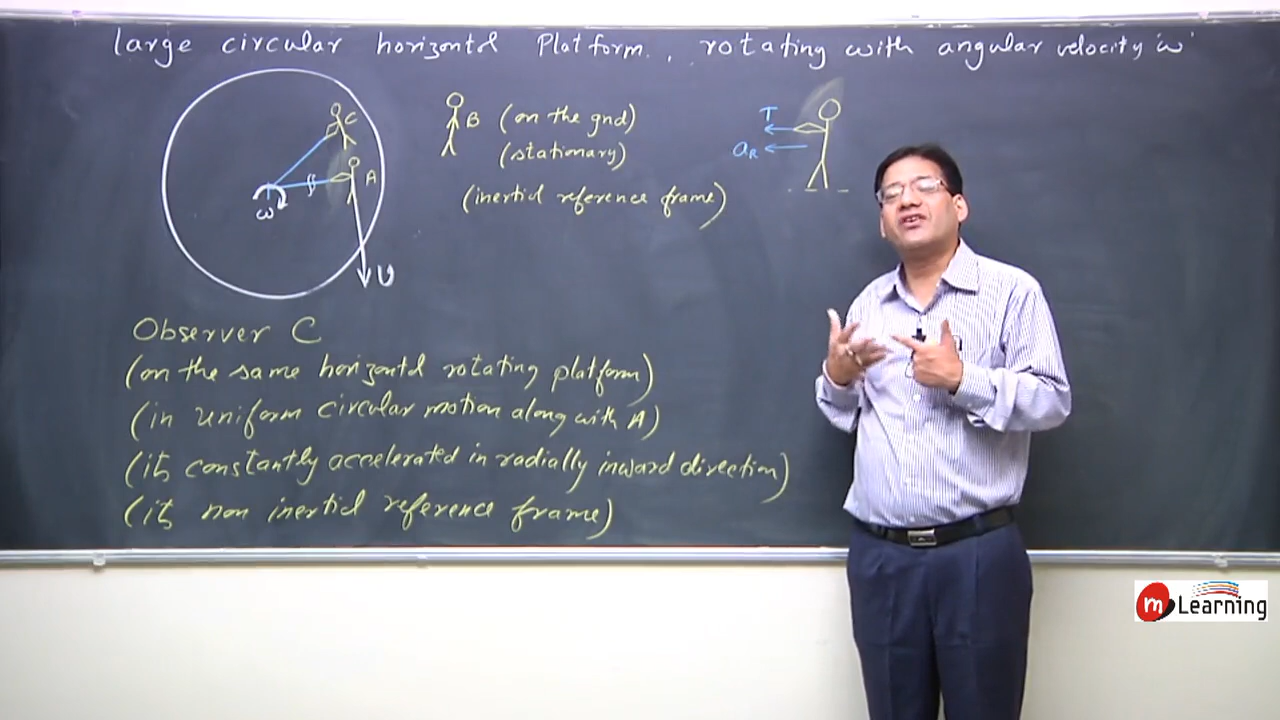 large circular horizontal Platform.., rotating with angular velocity 'ω'
C
A
ω
υ
B (on the gnd)
(stationary)
(inertial reference frame)
T
aR
Observer C
(on the same horizontal rotating platform)
(in uniform circular motion along with A)
(its constantly accelerated in radially inward direction)
(its non inertial reference frame)
m Learning